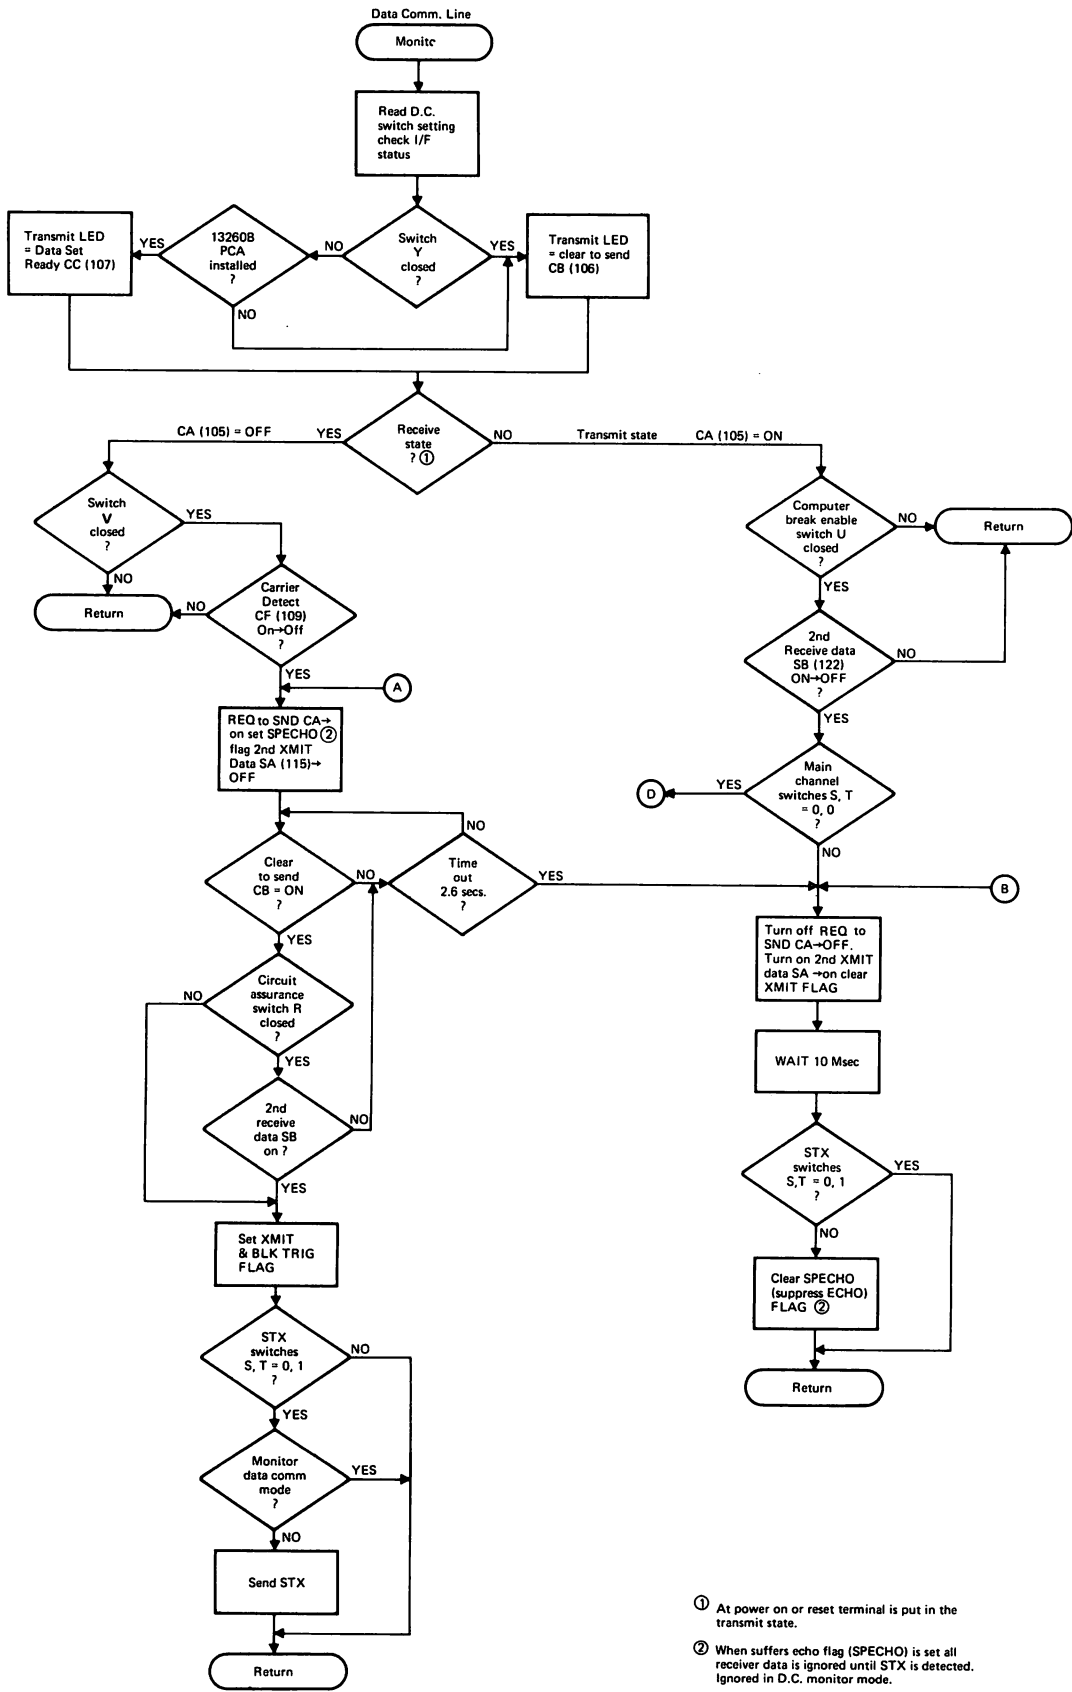 Data Comm. Line
Monitc
Read D.C.
switch setting
check I/F
status
Transmit LED
= Data Set
Ready CC (107)
YES
13260B
PCA
installed
?
NO
NO
Switch
Y
closed
?
YES
Transmit LED
= clear to send
CB (106)
CA (105) = OFF
YES
Receive
state
? ①
NO
Transmit state
CA (105) = ON
Switch
V
closed
?
YES
NO
Return
NO
Carrier
Detect
CF (109)
On→Off
?
YES
A
Computer
break enable
switch U
closed
?
NO
Return
YES
2nd
Receive data
SB (122)
ON→OFF
?
NO
YES
REQ to SND CA→
on set SPECHO ②
flag 2nd XMIT
Data SA (115)→
OFF
Main
channel
switches S, T
= 0, 0
?
YES
D
NO
Clear
to send
CB = ON
?
NO
YES
NO
Time
out
2.6 secs.
?
YES
B
Turn off REQ to
SND CA→OFF.
Turn on 2nd XMIT
data SA →on clear
XMIT FLAG
NO
Circuit
assurance
switch R
closed
?
YES
WAIT 10 Msec
2nd
receive
data SB
on ?
NO
YES
STX
switches
S,T = 0, 1
?
YES
NO
Set XMIT
& BLK TRIG
FLAG
Clear SPECHO
(suppress ECHO)
FLAG ②
STX
switches
S, T = 0, 1
?
NO
YES
Return
Monitor
data comm
mode
?
YES
NO
Send STX
Return
① At power on or reset terminal is put in the
transmit state.
② When suffers echo flag (SPECHO) is set all
receiver data is ignored until STX is detected.
Ignored in D.C. monitor mode.